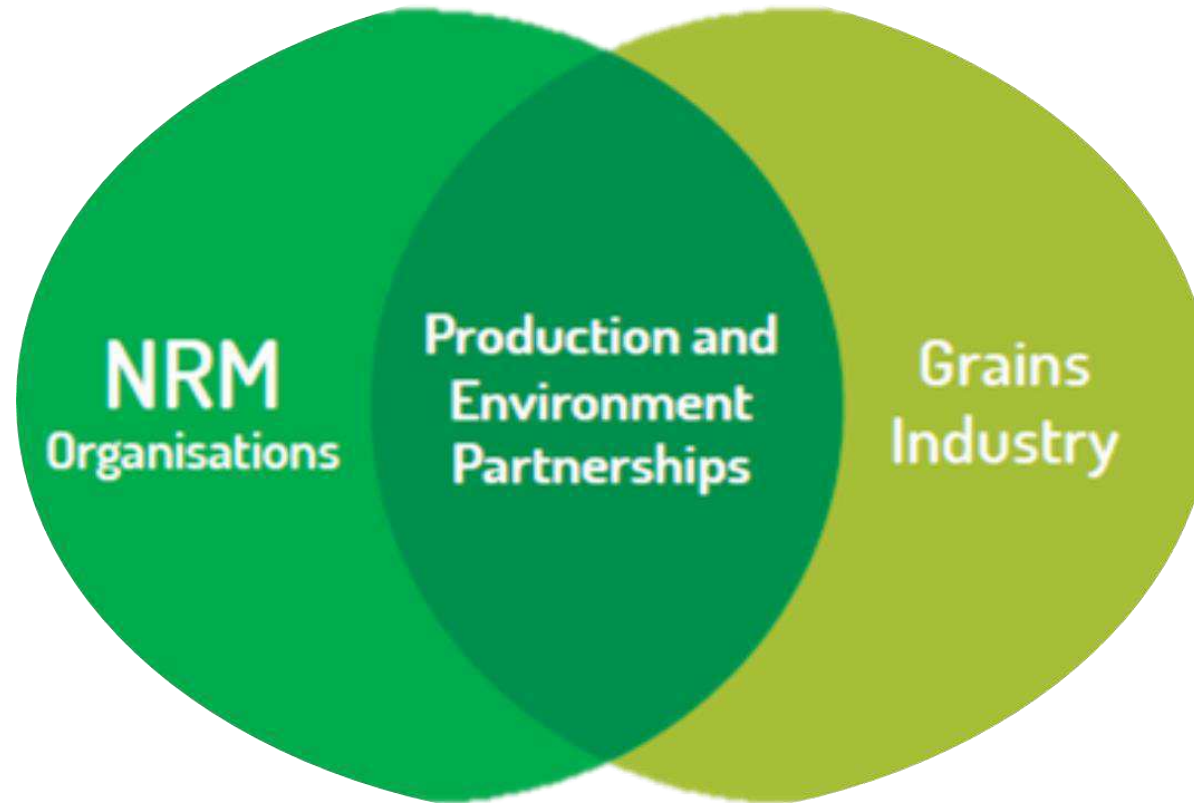 NRM
Organisations
Production and
Environment
Partnerships
Grains
Industry